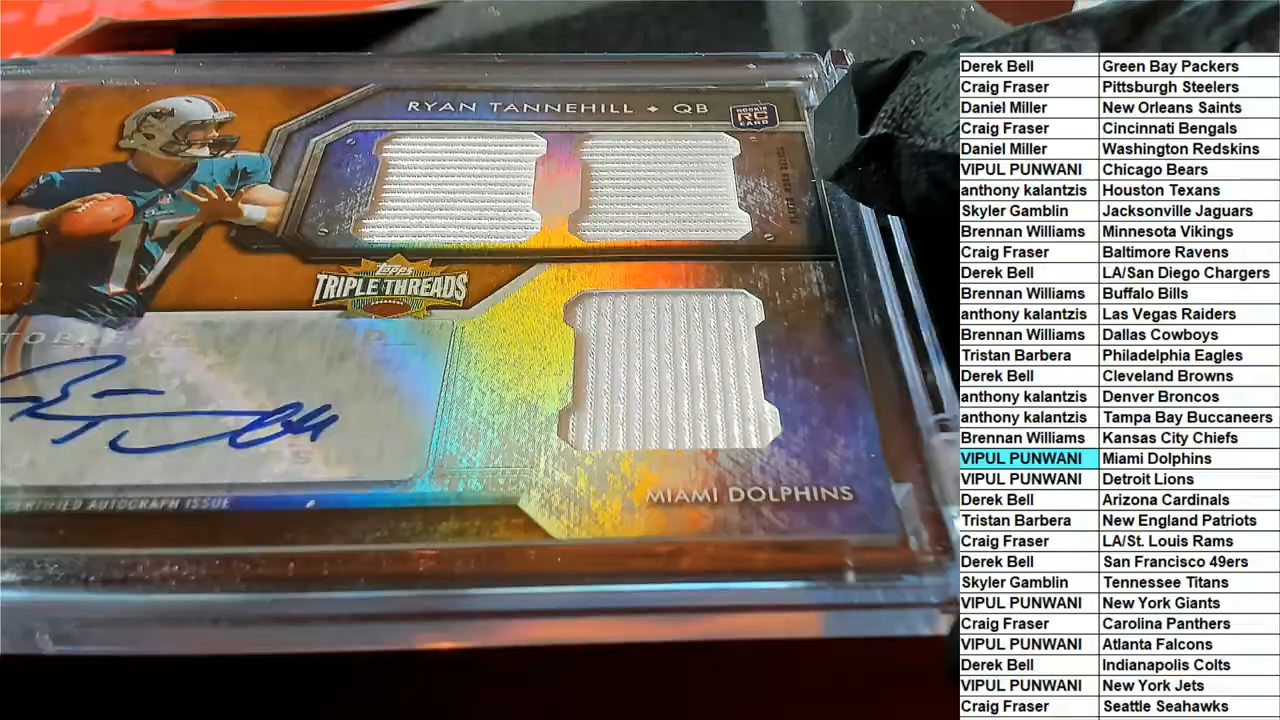 RYAN TANNEHILL ✦ QB
ROOKIE
RC
CARD
17
Topps
TRIPLE THREADS
CERTIFIED AUTOGRAPH ISSUE
MIAMI DOLPHINS
Derek Bell Green Bay Packers
Craig Fraser Pittsburgh Steelers
Daniel Miller New Orleans Saints
Craig Fraser Cincinnati Bengals
Daniel Miller Washington Redskins
VIPUL PUNWANI Chicago Bears
anthony kalantzis Houston Texans
Skyler Gamblin Jacksonville Jaguars
Brennan Williams Minnesota Vikings
Craig Fraser Baltimore Ravens
Derek Bell LA/San Diego Chargers
Brennan Williams Buffalo Bills
anthony kalantzis Las Vegas Raiders
Brennan Williams Dallas Cowboys
Tristan Barbera Philadelphia Eagles
Derek Bell Cleveland Browns
anthony kalantzis Denver Broncos
anthony kalantzis Tampa Bay Buccaneers
Brennan Williams Kansas City Chiefs
VIPUL PUNWANI Miami Dolphins
VIPUL PUNWANI Detroit Lions
Derek Bell Arizona Cardinals
Tristan Barbera New England Patriots
Craig Fraser LA/St. Louis Rams
Derek Bell San Francisco 49ers
Skyler Gamblin Tennessee Titans
VIPUL PUNWANI New York Giants
Craig Fraser Carolina Panthers
VIPUL PUNWANI Atlanta Falcons
Derek Bell Indianapolis Colts
VIPUL PUNWANI New York Jets
Craig Fraser Seattle Seahawks